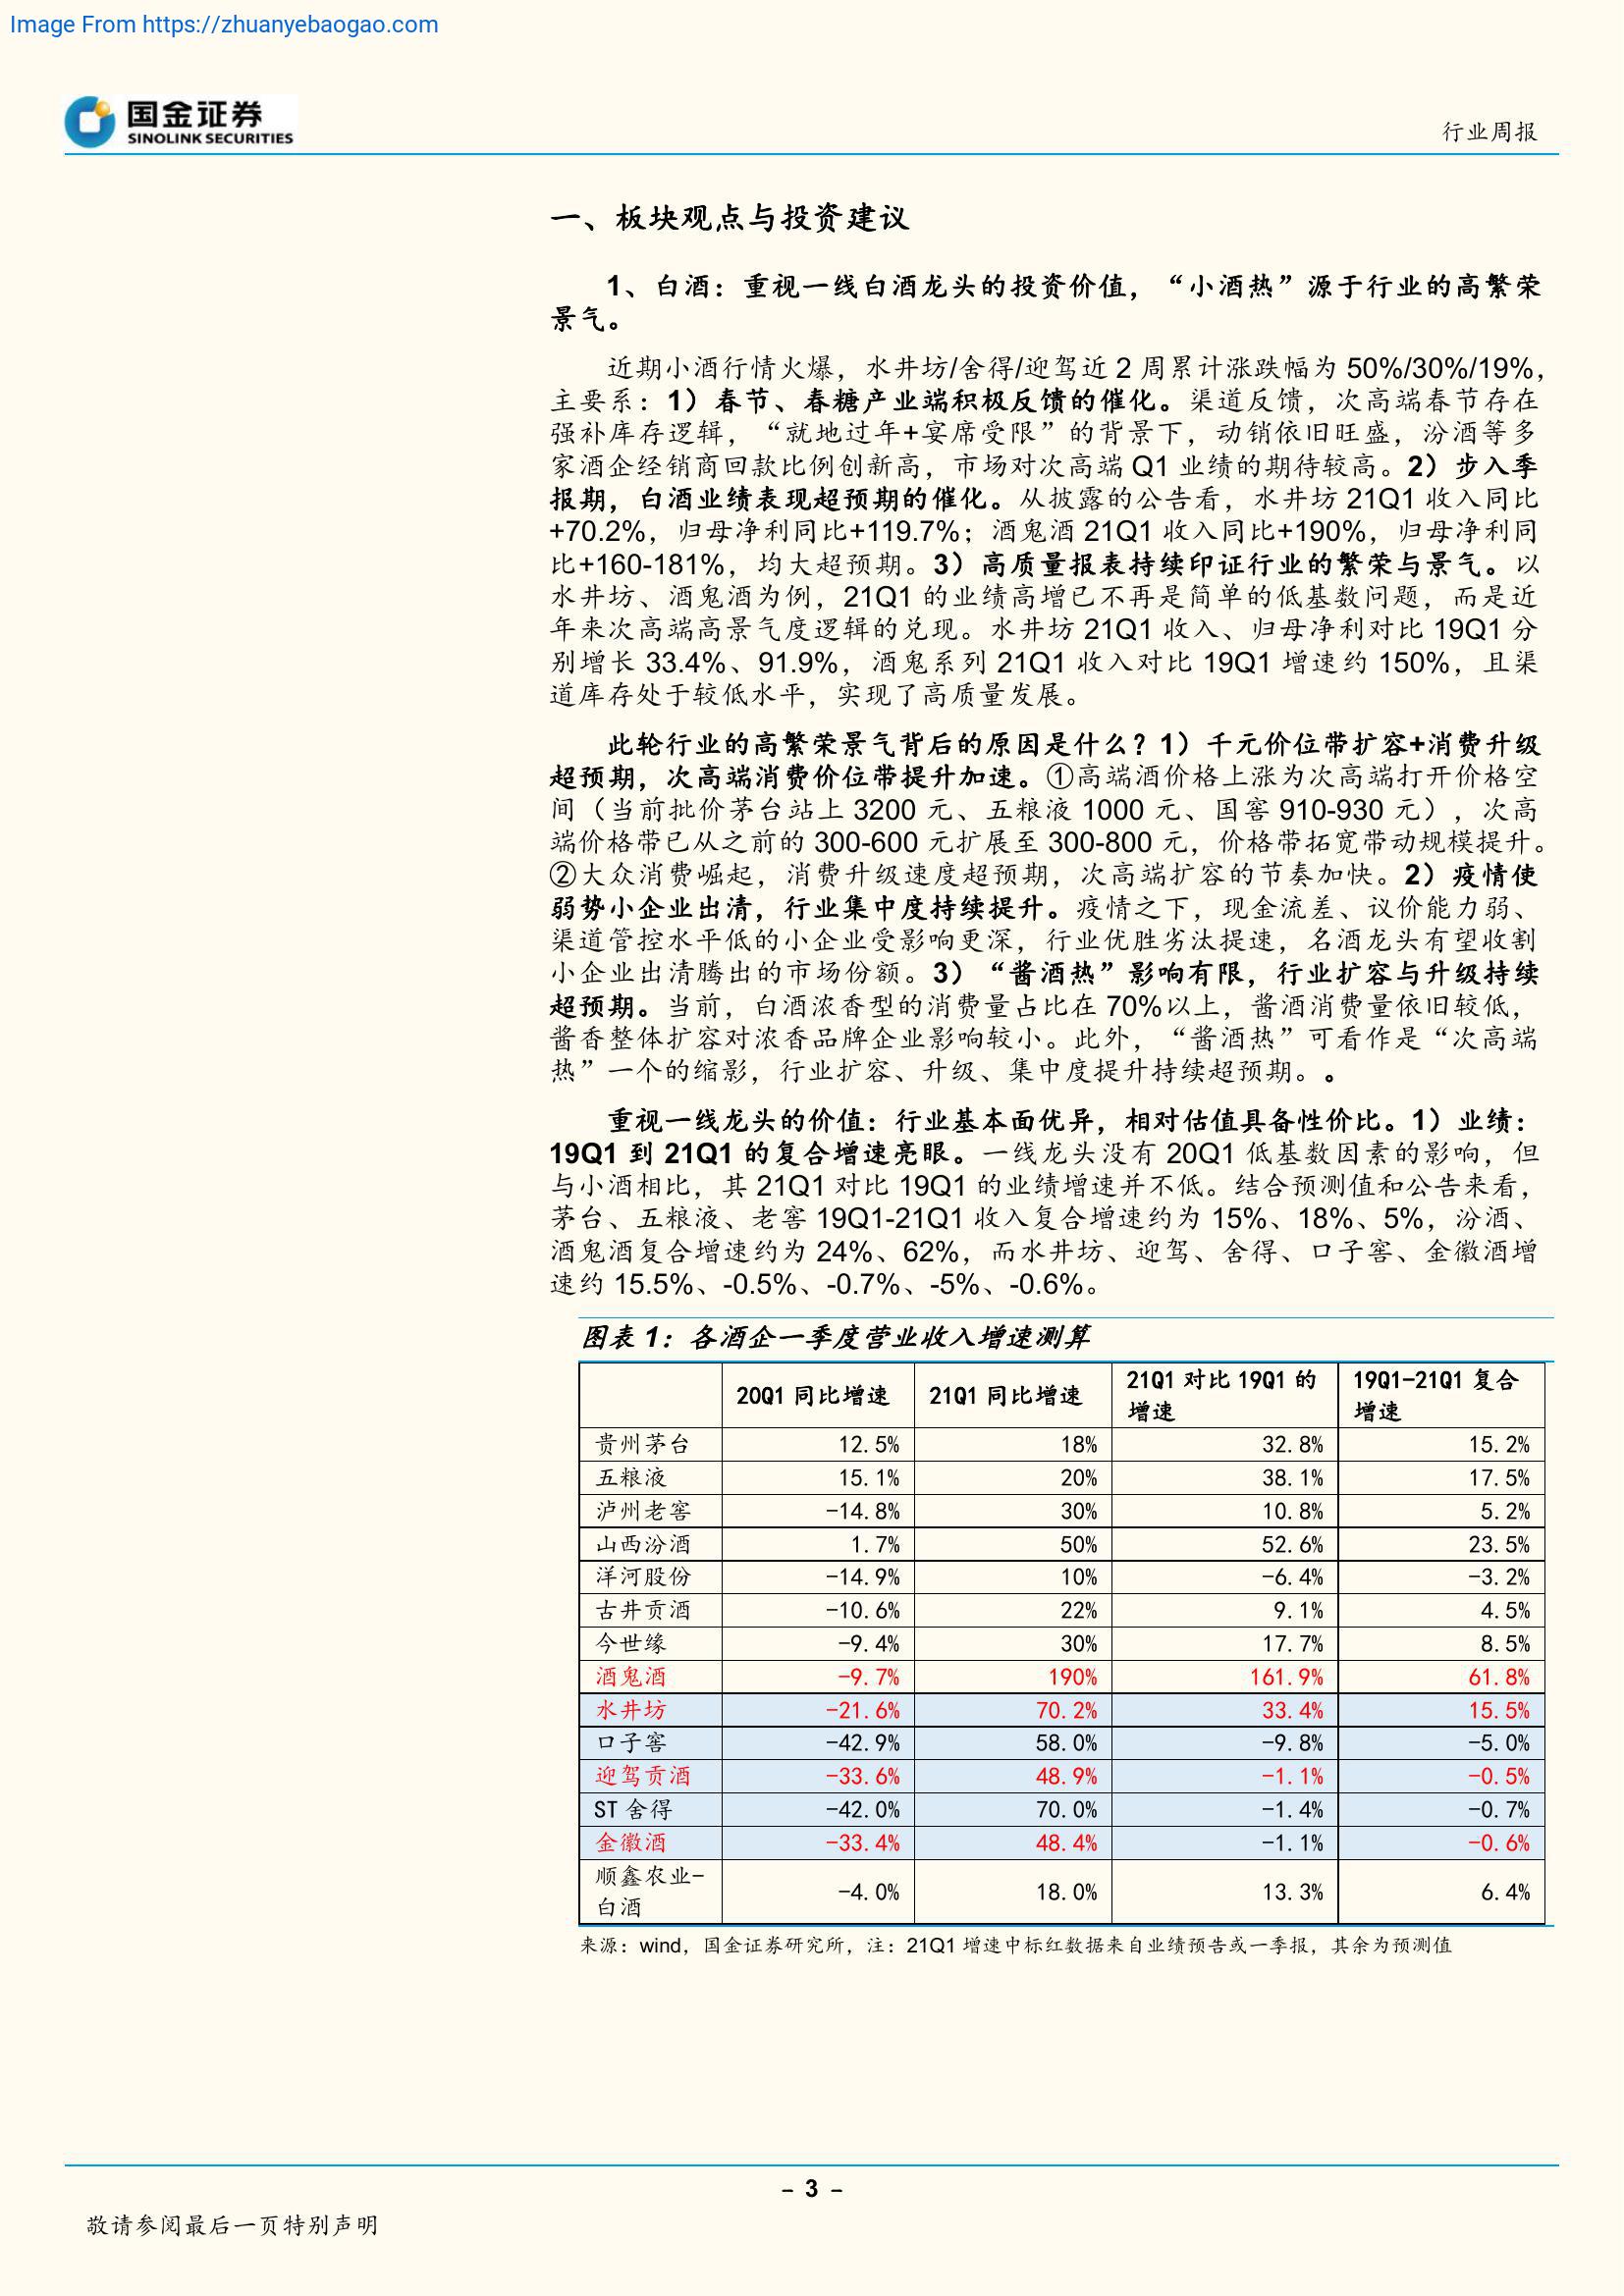 Image From https://zhuanyebaogao.com
国金证券
SINOLINK SECURITIES
行业周报
一、板块观点与投资建议
1、白酒：重视一线白酒龙头的投资价值，“小酒热”源于行业的高繁荣
景气。
近期小酒行情火爆，水井坊/舍得/迎驾近 2 周累计涨跌幅为 50%/30%/19%，
主要系：1）春节、春糖产业端积极反馈的催化。渠道反馈，次高端春节存在
强补库存逻辑，“就地过年+宴席受限”的背景下，动销依旧旺盛，汾酒等多
家酒企经销商回款比例创新高，市场对次高端 Q1 业绩的期待较高。2）步入季
报期，白酒业绩表现超预期的催化。从披露的公告看，水井坊 21Q1 收入同比
+70.2%，归母净利同比+119.7%；酒鬼酒 21Q1 收入同比+190%，归母净利同
比+160-181%，均大超预期。3）高质量报表持续印证行业的繁荣与景气。以
水井坊、酒鬼酒为例，21Q1 的业绩高增已不再是简单的低基数问题，而是近
年来次高端高景气度逻辑的兑现。水井坊 21Q1 收入、归母净利对比 19Q1 分
别增长 33.4%、91.9%，酒鬼系列 21Q1 收入对比 19Q1 增速约 150%，且渠
道库存处于较低水平，实现了高质量发展。
此轮行业的高繁荣景气背后的原因是什么？1）千元价位带扩容+消费升级
超预期，次高端消费价位带提升加速。①高端酒价格上涨为次高端打开价格空
间（当前批价茅台站上 3200 元、五粮液 1000 元、国窖 910-930 元），次高
端价格带已从之前的 300-600 元扩展至 300-800 元，价格带拓宽带动规模提升。
②大众消费崛起，消费升级速度超预期，次高端扩容的节奏加快。2）疫情使
弱势小企业出清，行业集中度持续提升。疫情之下，现金流差、议价能力弱、
渠道管控水平低的小企业受影响更深，行业优胜劣汰提速，名酒龙头有望收割
小企业出清腾出的市场份额。3）“酱酒热”影响有限，行业扩容与升级持续
超预期。当前，白酒浓香型的消费量占比在 70%以上，酱酒消费量依旧较低，
酱香整体扩容对浓香品牌企业影响较小。此外，“酱酒热”可看作是“次高端
热”一个的缩影，行业扩容、升级、集中度提升持续超预期。。
重视一线龙头的价值：行业基本面优异，相对估值具备性价比。1）业绩：
19Q1 到 21Q1 的复合增速亮眼。一线龙头没有 20Q1 低基数因素的影响，但
与小酒相比，其 21Q1 对比 19Q1 的业绩增速并不低。结合预测值和公告来看，
茅台、五粮液、老窖 19Q1-21Q1 收入复合增速约为 15%、18%、5%，汾酒、
酒鬼酒复合增速约为 24%、62%，而水井坊、迎驾、舍得、口子窖、金徽酒增
速约 15.5%、-0.5%、-0.7%、-5%、-0.6%。
图表 1：各酒企一季度营业收入增速测算
20Q1 同比增速 21Q1 同比增速 21Q1 对比 19Q1 的增速 19Q1-21Q1 复合增速
贵州茅台 12.5% 18% 32.8% 15.2%
五粮液 15.1% 20% 38.1% 17.5%
泸州老窖 -14.8% 30% 10.8% 5.2%
山西汾酒 1.7% 50% 52.6% 23.5%
洋河股份 -14.9% 10% -6.4% -3.2%
古井贡酒 -10.6% 22% 9.1% 4.5%
今世缘 -9.4% 30% 17.7% 8.5%
酒鬼酒 -9.7% 190% 161.9% 61.8%
水井坊 -21.6% 70.2% 33.4% 15.5%
口子窖 -42.9% 58.0% -9.8% -5.0%
迎驾贡酒 -33.6% 48.9% -1.1% -0.5%
ST 舍得 -42.0% 70.0% -1.4% -0.7%
金徽酒 -33.4% 48.4% -1.1% -0.6%
顺鑫农业-白酒 -4.0% 18.0% 13.3% 6.4%
来源：wind，国金证券研究所，注：21Q1 增速中标红数据来自业绩预告或一季报，其余为预测值
- 3 -
敬请参阅最后一页特别声明